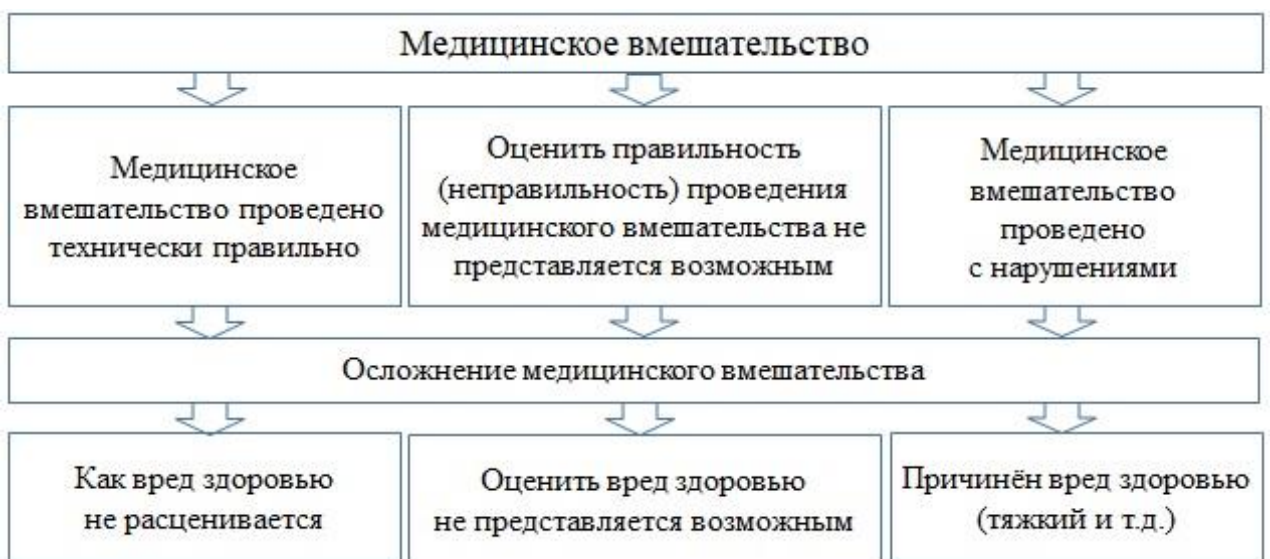 Медицинское вмешательство
Медицинское
вмешательство проведено
технически правильно
Оценить правильность
(неправильность) проведения
медицинского вмешательства не
представляется возможным
Медицинское
вмешательство
проведено
с нарушениями
Осложнение медицинского вмешательства
Как вред здоровью
не расценивается
Оценить вред здоровью
не представляется возможным
Причинён вред здоровью
(тяжкий и т.д.)